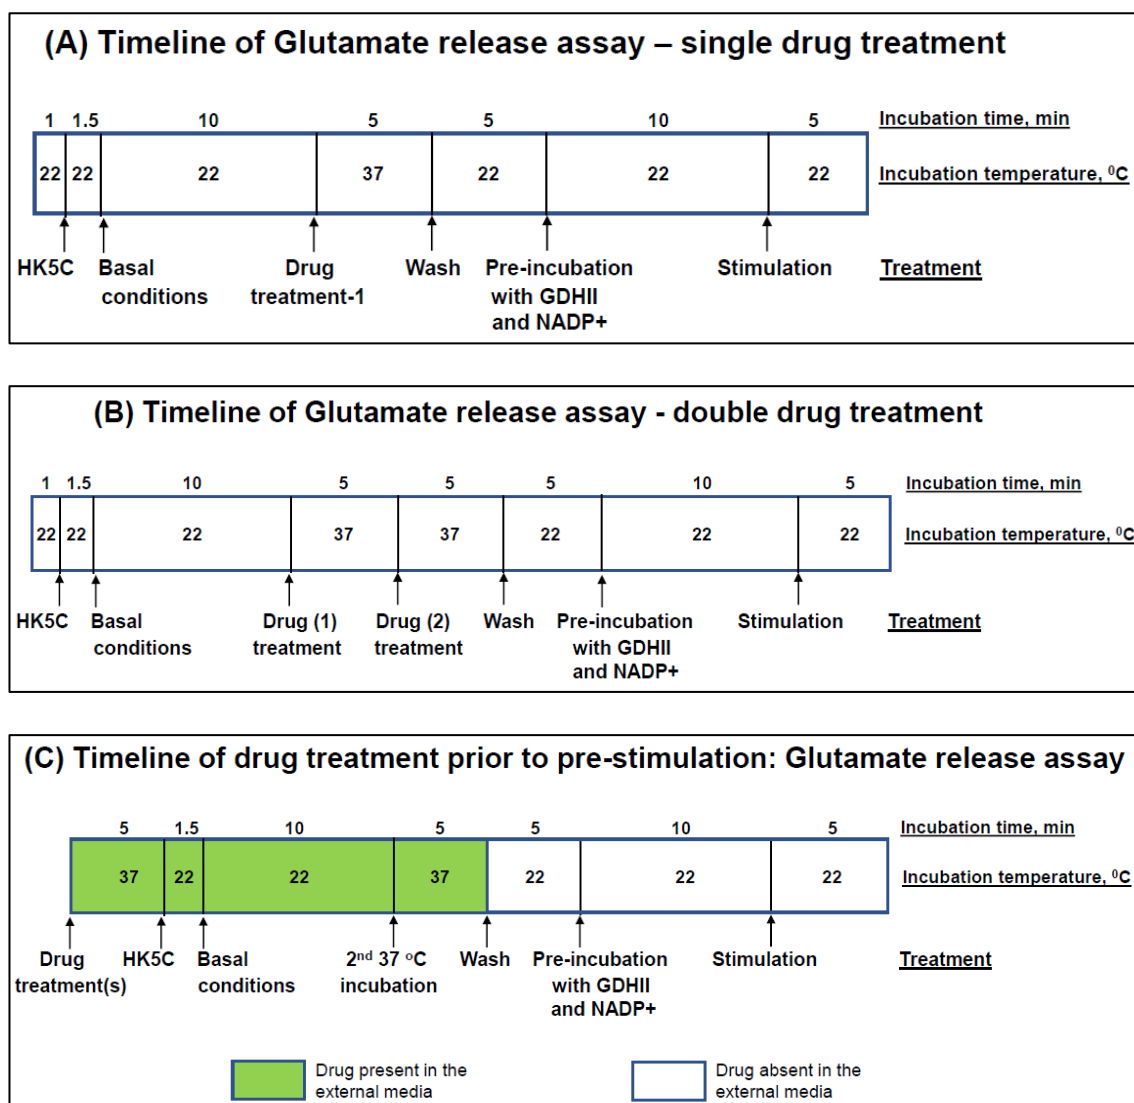 (A) Timeline of Glutamate release assay – single drug treatment
1 1.5 10 5 5 10 5 Incubation time, min
22 22 22 37 22 22 22 Incubation temperature, ⁰C
HK5C Basal Drug Wash Pre-incubation Stimulation Treatment
conditions treatment-1 with GDHII
and NADP+
(B) Timeline of Glutamate release assay - double drug treatment
1 1.5 10 5 5 5 10 5 Incubation time, min
22 22 22 37 37 22 22 22 Incubation temperature, ⁰C
HK5C Basal Drug (1) Drug (2) Wash Pre-incubation Stimulation Treatment
conditions treatment treatment with GDHII
and NADP+
(C) Timeline of drug treatment prior to pre-stimulation: Glutamate release assay
5 1.5 10 5 5 10 5 Incubation time, min
37 22 22 37 22 22 22 Incubation temperature, ⁰C
Drug HK5C Basal 2nd 37 ºC Wash Pre-incubation Stimulation Treatment
treatment(s) conditions incubation with GDHII
and NADP+
Drug present in the Drug absent in the
external media external media